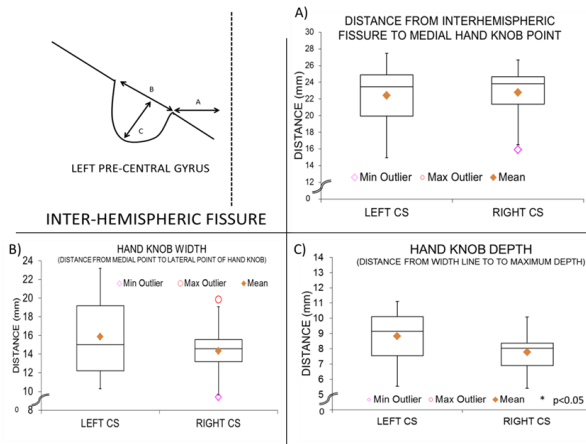 B
A
C
LEFT PRE-CENTRAL GYRUS
INTER-HEMISPHERIC FISSURE
A)
DISTANCE FROM INTERHEMISPHERIC
FISSURE TO MEDIAL HAND KNOB POINT
DISTANCE (mm)
30
28
26
24
22
20
18
16
14
12
0
Min Outlier
Max Outlier
Mean
LEFT CS
RIGHT CS
B)
HAND KNOB WIDTH
(DISTANCE FROM MEDIAL POINT TO LATERAL POINT OF HAND KNOB)
DISTANCE (mm)
24
22
20
18
16
14
12
10
0 8
Min Outlier
Max Outlier
Mean
LEFT CS
RIGHT CS
C)
HAND KNOB DEPTH
(DISTANCE FROM WIDTH LINE TO TO MAXIMUM DEPTH)
DISTANCE (mm)
14
13
12
11
10
9
8
7
6
5
0
Min Outlier
Max Outlier
Mean
* p<0.05
LEFT CS
RIGHT CS